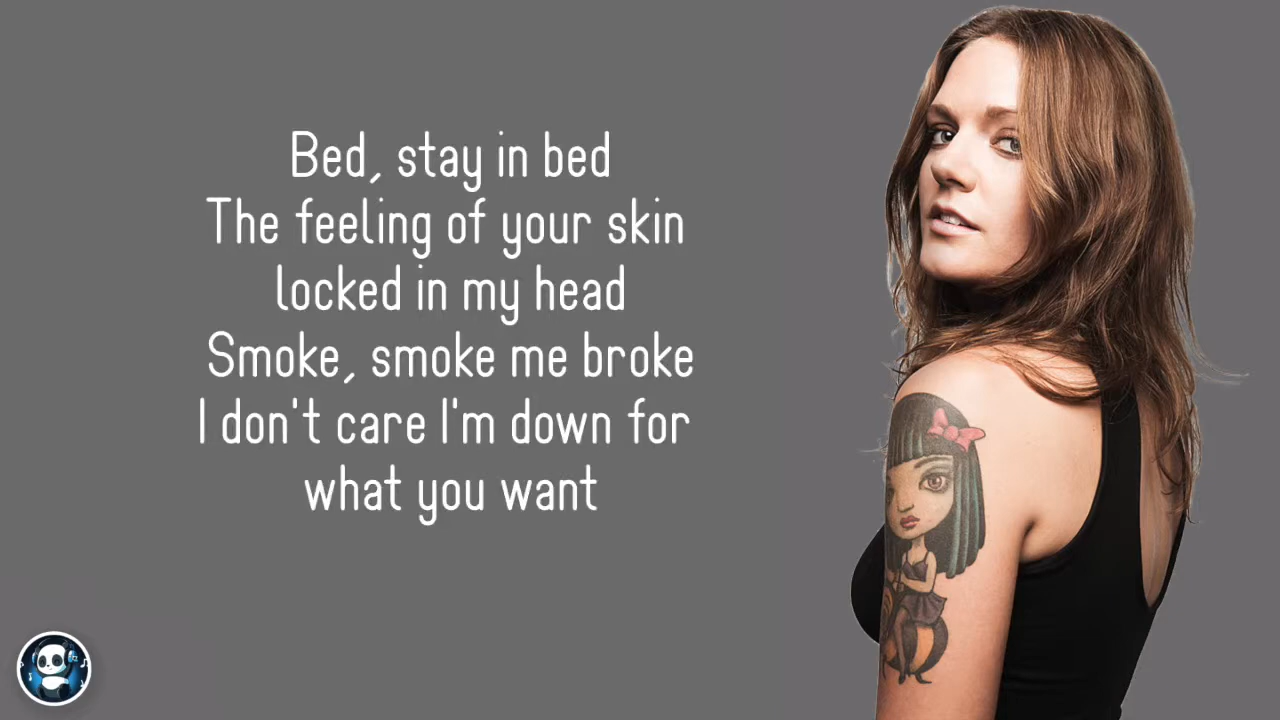 Bed, stay in bed
The feeling of your skin
locked in my head
Smoke, smoke me broke
I don't care I'm down for
what you want